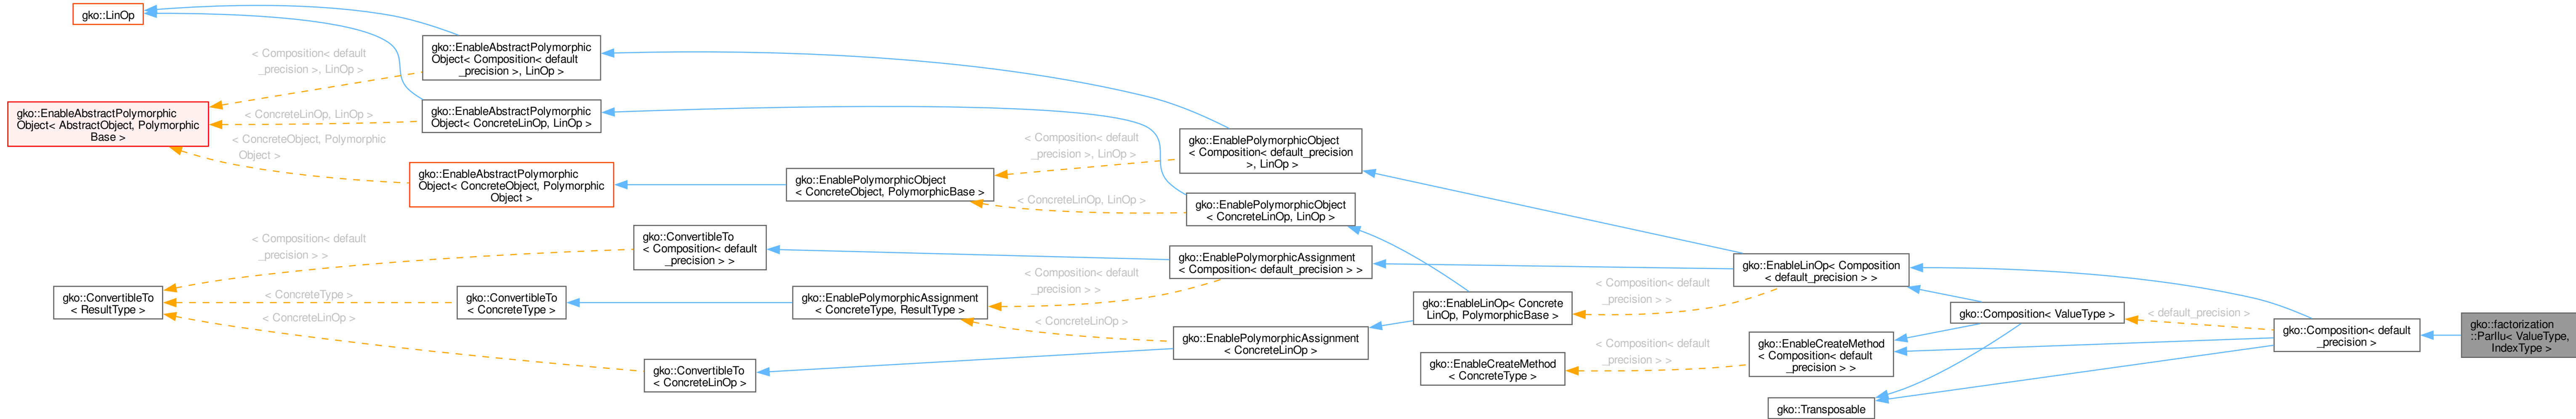 gko::LinOp
gko::EnableAbstractPolymorphic
Object< Composition< default
_precision >, LinOp >
< Composition< default
_precision >, LinOp >
gko::EnableAbstractPolymorphic
Object< AbstractObject, Polymorphic
Base >
< ConcreteLinOp, LinOp >
gko::EnableAbstractPolymorphic
Object< ConcreteLinOp, LinOp >
< ConcreteObject, Polymorphic
Object >
gko::EnableAbstractPolymorphic
Object< ConcreteObject, Polymorphic
Object >
gko::EnablePolymorphicObject
< ConcreteObject, PolymorphicBase >
< Composition< default
_precision >, LinOp >
gko::EnablePolymorphicObject
< Composition< default_precision
>, LinOp >
< ConcreteLinOp, LinOp >
gko::EnablePolymorphicObject
< ConcreteLinOp, LinOp >
< Composition< default
_precision > >
gko::ConvertibleTo
< Composition< default
_precision > >
gko::EnablePolymorphicAssignment
< Composition< default_precision > >
gko::EnableLinOp< Composition
< default_precision > >
gko::ConvertibleTo
< ResultType >
< ConcreteType >
gko::ConvertibleTo
< ConcreteType >
gko::EnablePolymorphicAssignment
< ConcreteType, ResultType >
< Composition< default
_precision > >
gko::EnableLinOp< Concrete
LinOp, PolymorphicBase >
< Composition< default
_precision > >
gko::Composition< ValueType >
< default_precision >
gko::Composition< default
_precision >
gko::factorization
::ParIlu< ValueType,
IndexType >
< ConcreteLinOp >
< ConcreteLinOp >
gko::EnablePolymorphicAssignment
< ConcreteLinOp >
gko::ConvertibleTo
< ConcreteLinOp >
gko::EnableCreateMethod
< ConcreteType >
< Composition< default
_precision > >
gko::EnableCreateMethod
< Composition< default
_precision > >
gko::Transposable